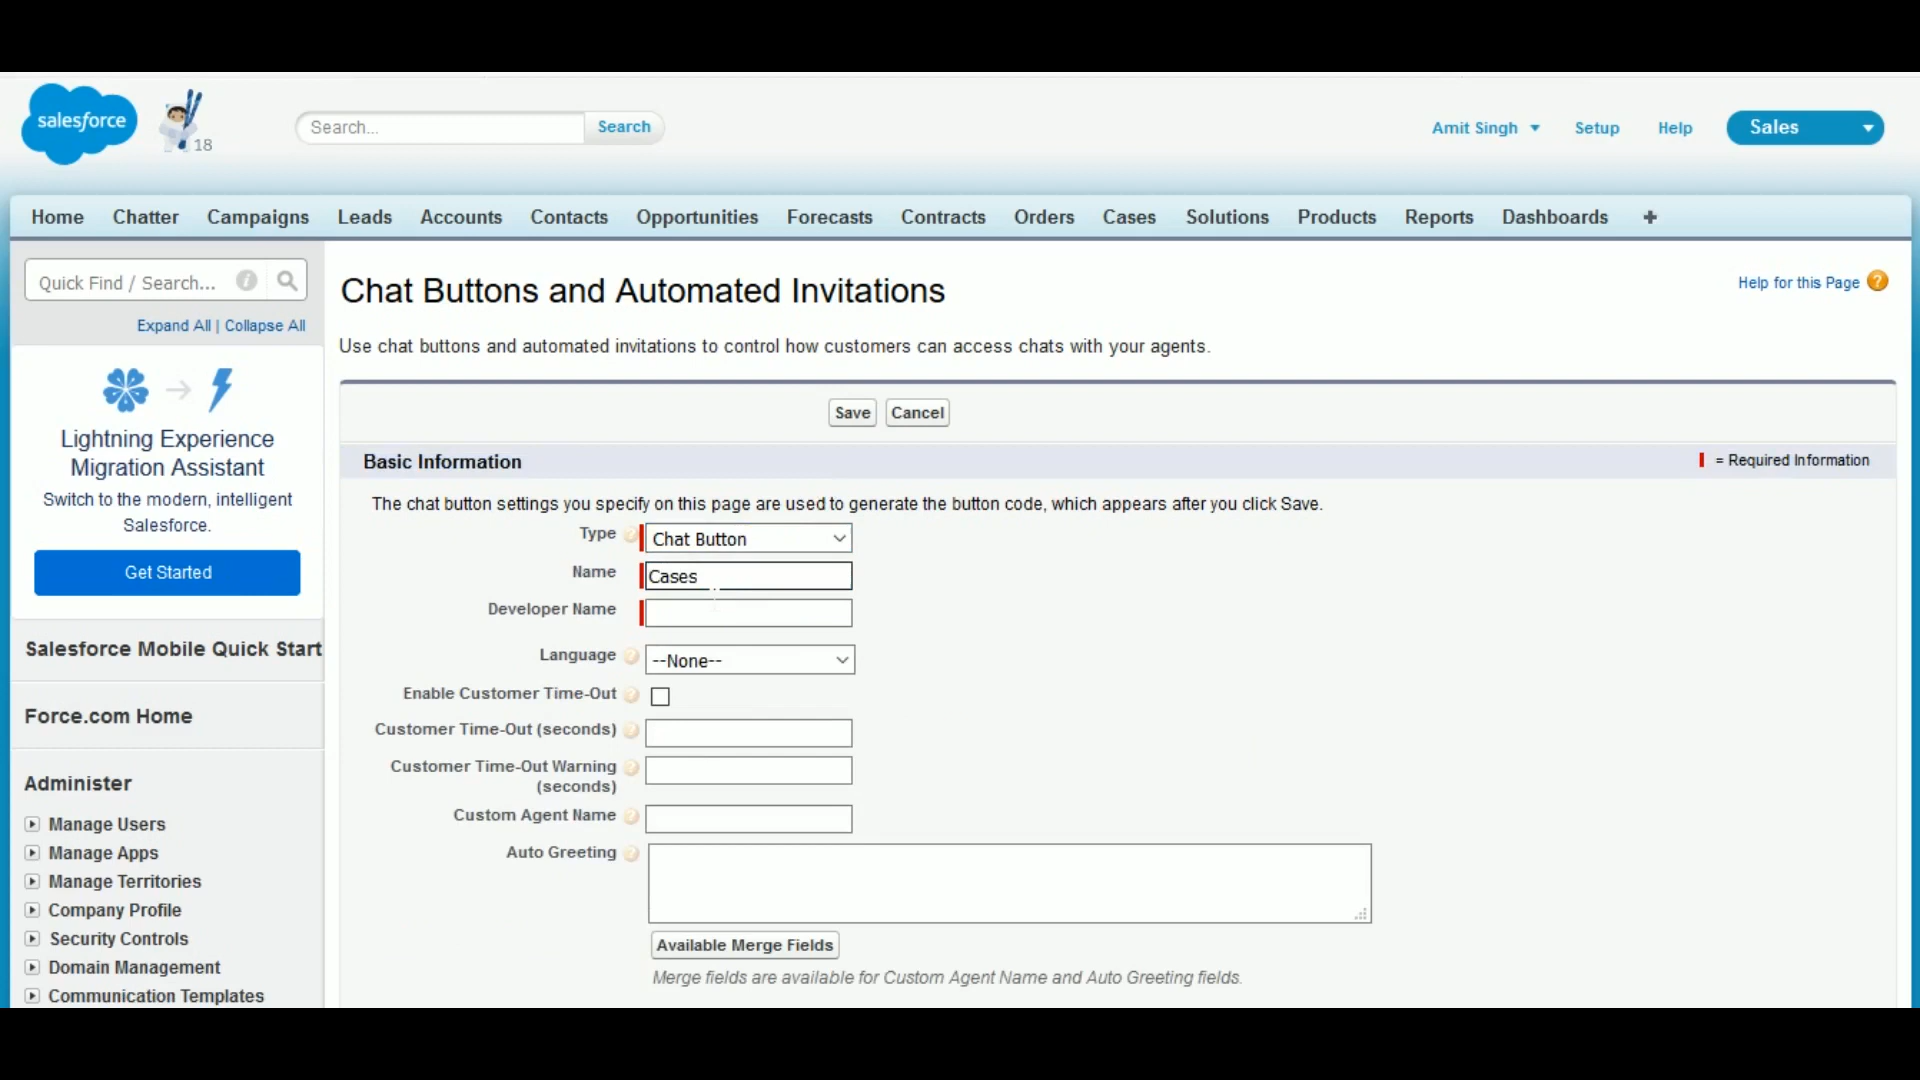 salesforce
18
Search...
Search
Amit Singh
Setup
Help
Sales
Home Chatter Campaigns Leads Accounts Contacts Opportunities Forecasts Contracts Orders Cases Solutions Products Reports Dashboards +
Quick Find / Search...
Expand All | Collapse All
Lightning Experience
Migration Assistant
Switch to the modern, intelligent
Salesforce.
Get Started
Salesforce Mobile Quick Start
Force.com Home
Administer
Manage Users
Manage Apps
Manage Territories
Company Profile
Security Controls
Domain Management
Communication Templates
Chat Buttons and Automated Invitations
Help for this Page ?
Use chat buttons and automated invitations to control how customers can access chats with your agents.
Save Cancel
Basic Information
= Required Information
The chat button settings you specify on this page are used to generate the button code, which appears after you click Save.
Type Chat Button
Name Cases
Developer Name
Language --None--
Enable Customer Time-Out
Customer Time-Out (seconds)
Customer Time-Out Warning
(seconds)
Custom Agent Name
Auto Greeting
Available Merge Fields
Merge fields are available for Custom Agent Name and Auto Greeting fields.